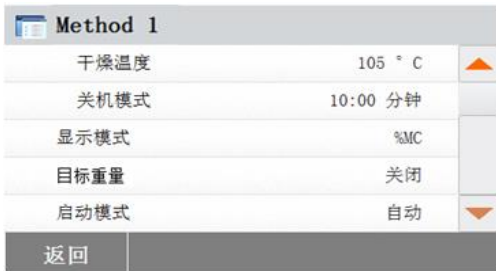 Method 1
干燥温度 105 ° C
关机模式 10:00 分钟
显示模式 %MC
目标重量 关闭
启动模式 自动
返回